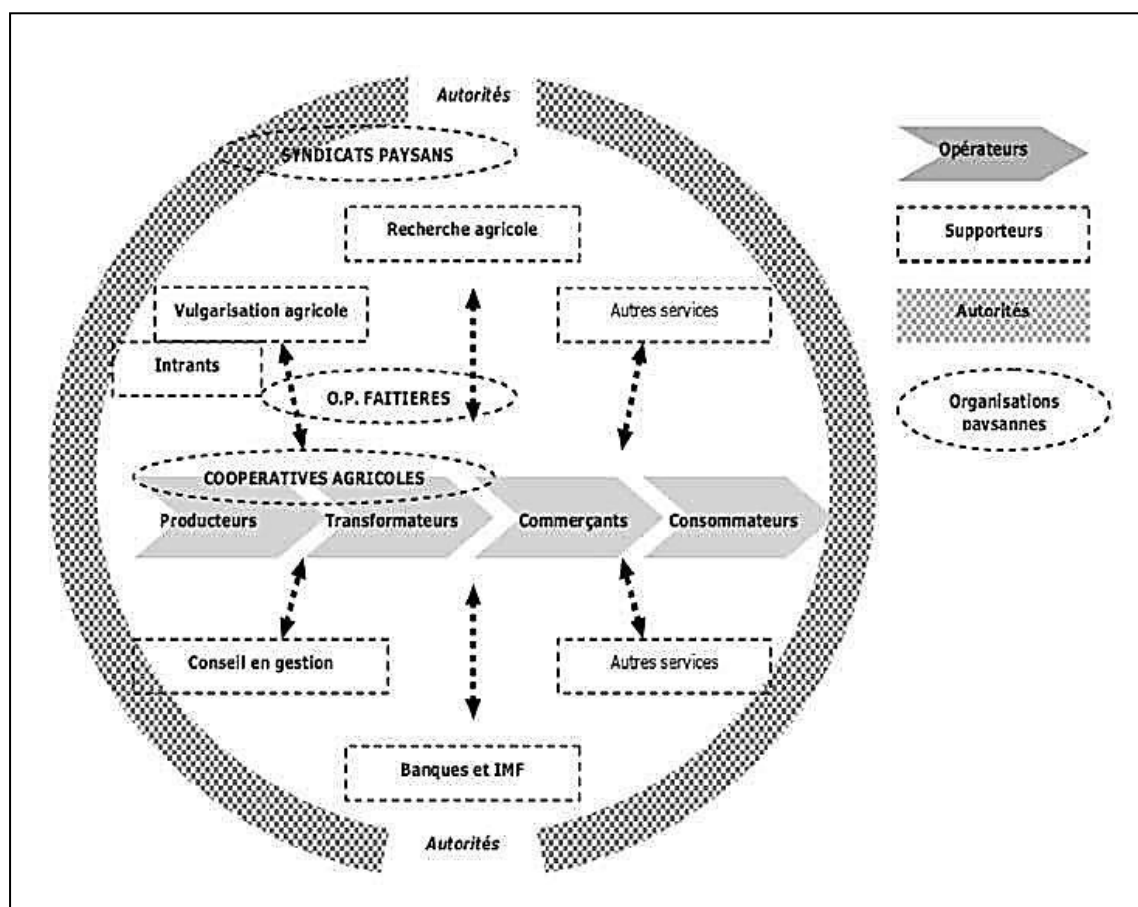 Autorités
SYNDICATS PAYSANS
Recherche agricole
Vulgarisation agricole
Autres services
Intrants
O.P. FAITIERES
COOPERATIVES AGRICOLES
Producteurs
Transformateurs
Commerçants
Consommateurs
Conseil en gestion
Autres services
Banques et IMF
Autorités
Opérateurs
Supporteurs
Autorités
Organisations
paysannes